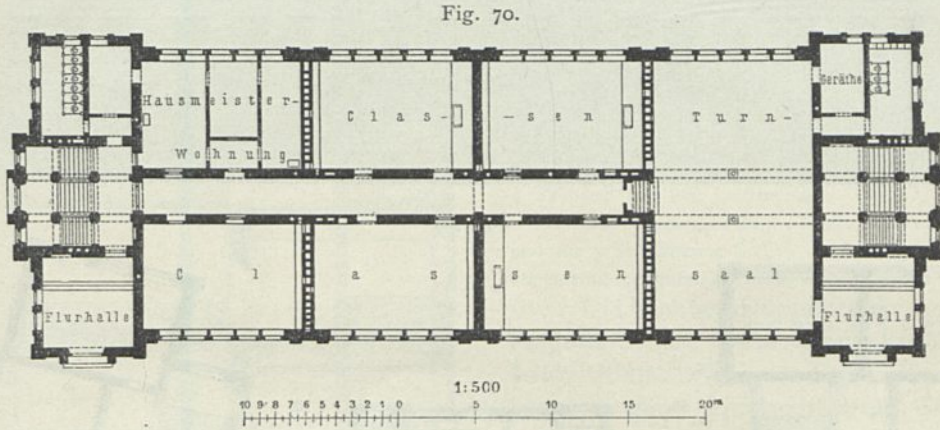 Fig. 70.
Geräthe
Hausmeister-
Clas-
-sen
Turn-
Wohnung
C l a s s e n
saal
Flurhalle
Flurhalle
1:500
10 9 8 7 6 5 4 3 2 1 0 5 10 15 20m